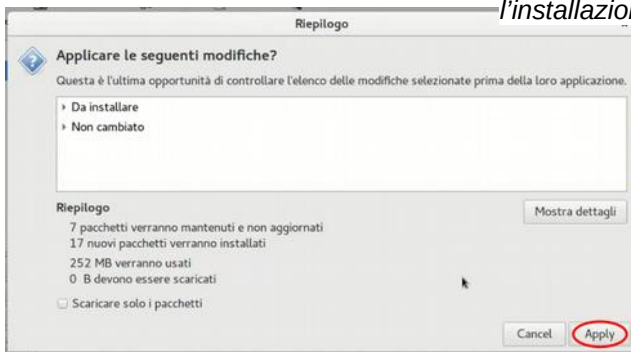 l'installazion
Riepilogo
Applicare le seguenti modifiche?
Questa è l'ultima opportunità di controllare l'elenco delle modifiche selezionate prima della loro applicazione.
Da installare
Non cambiato
Riepilogo
Mostra dettagli
7 pacchetti verranno mantenuti e non aggiornati
17 nuovi pacchetti verranno installati
252 MB verranno usati
0 B devono essere scaricati
Scaricare solo i pacchetti
Cancel Apply